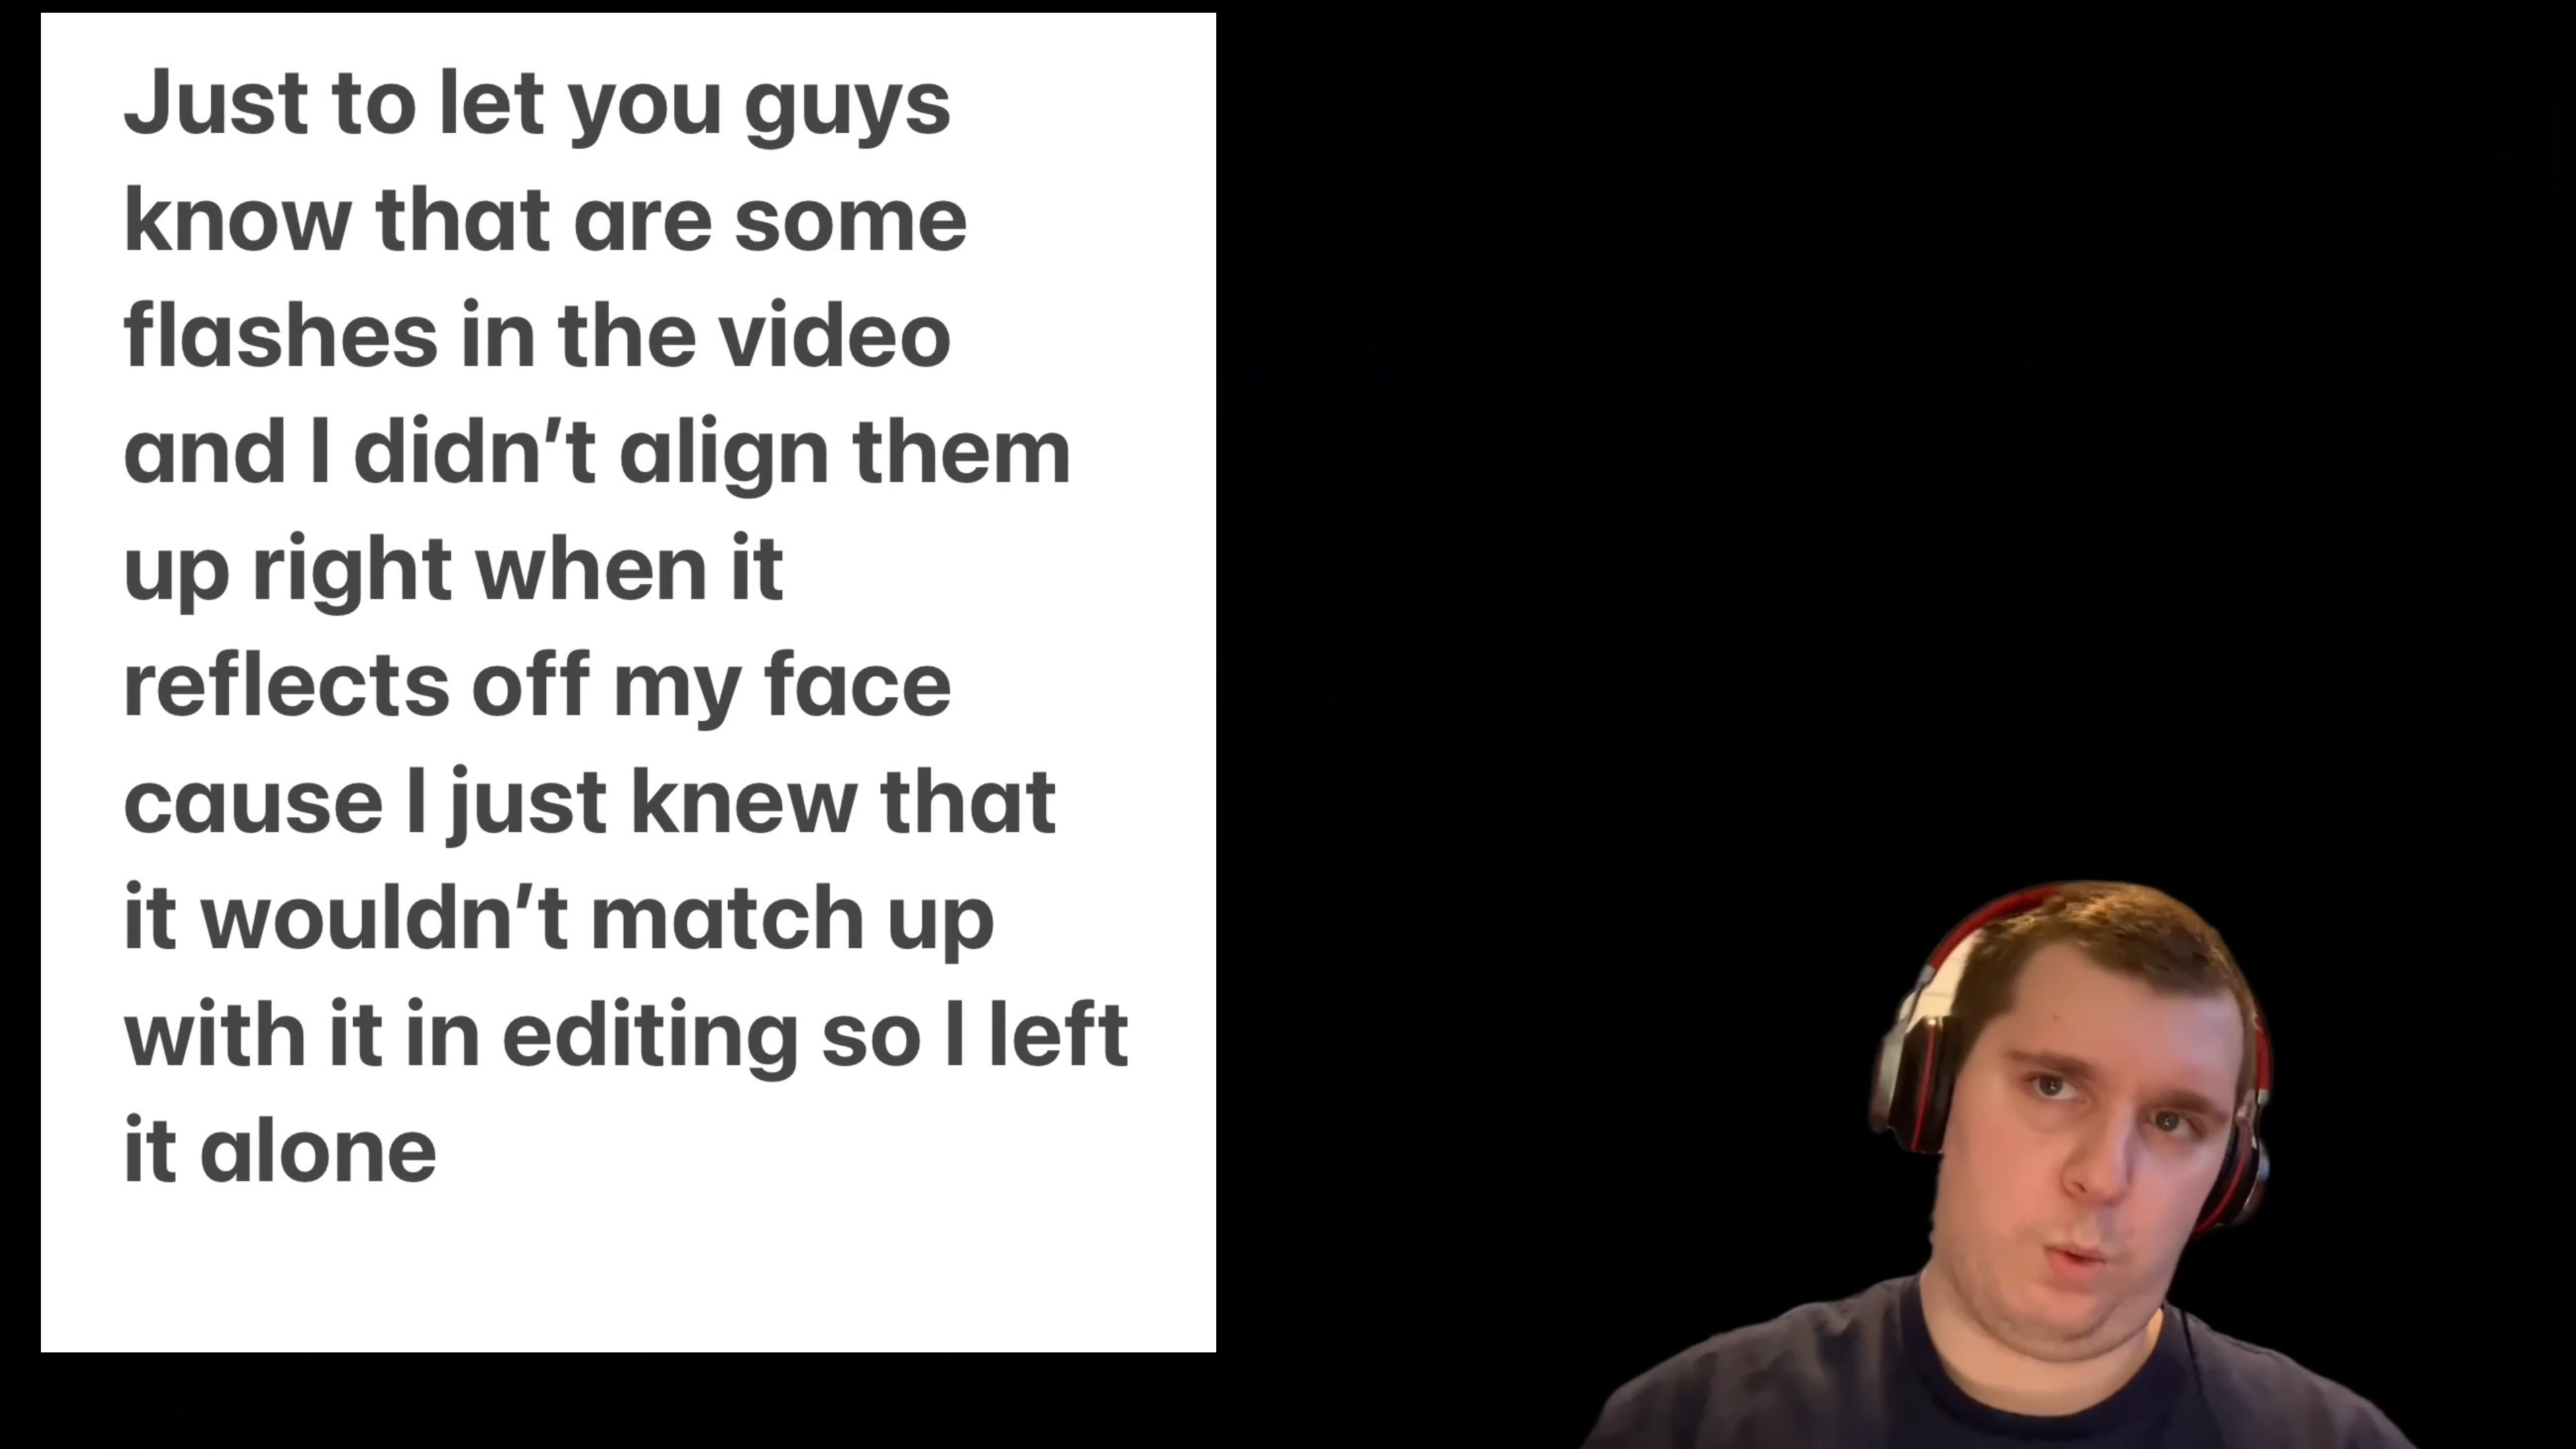 Just to let you guys
know that are some
flashes in the video
and I didn’t align them
up right when it
reflects off my face
cause I just knew that
it wouldn’t match up
with it in editing so I left
it alone